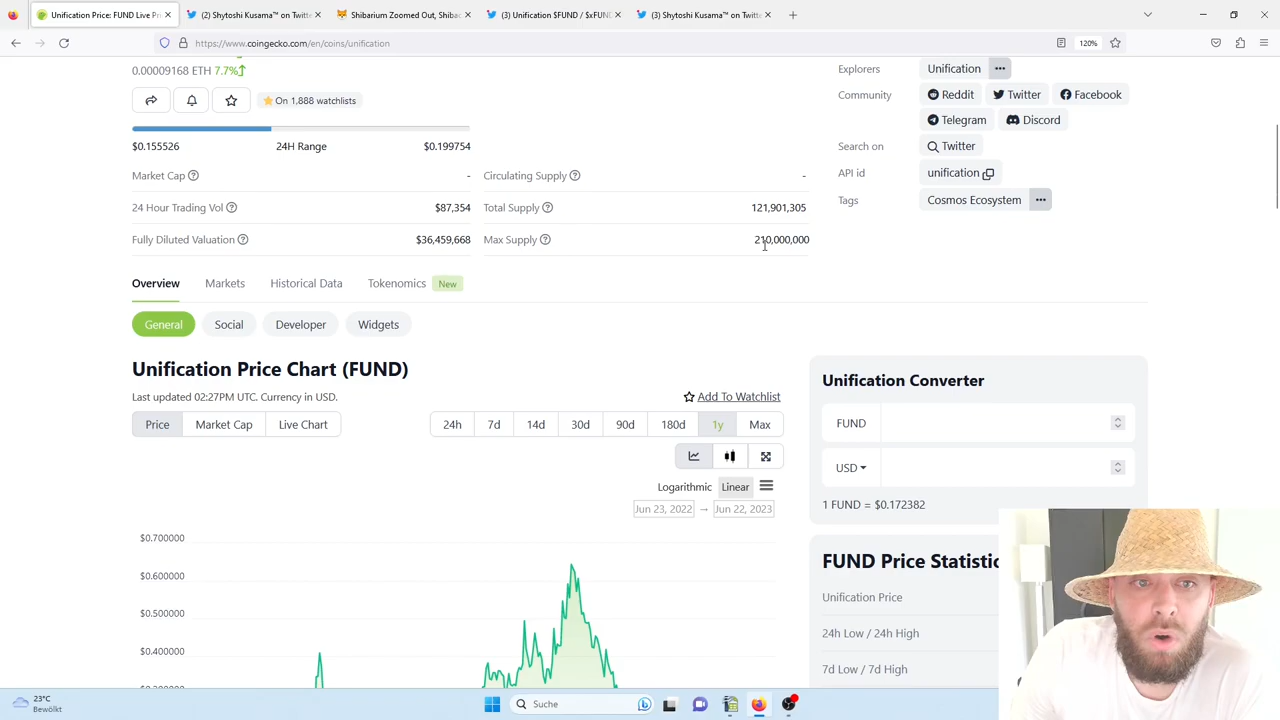 Unification Price: FUND Live Pri
(2) Shytoshi Kusama™ on Twitte
Shibarium Zoomed Out, Shibac
(3) Unification $FUND / $xFUND
(3) Shytoshi Kusama™ on Twitte
https://www.coingecko.com/en/coins/unification
120%
0.00009168 ETH 7.7%
On 1,888 watchlists
$0.155526 24H Range $0.199754
Market Cap -
24 Hour Trading Vol $87,354
Fully Diluted Valuation $36,459,668
Circulating Supply -
Total Supply 121,901,305
Max Supply 210,000,000
Explorers Unification
Community Reddit Twitter Facebook
Telegram Discord
Search on Twitter
API id unification
Tags Cosmos Ecosystem
Overview Markets Historical Data Tokenomics New
General Social Developer Widgets
Unification Price Chart (FUND)
Last updated 02:27PM UTC. Currency in USD.
Add To Watchlist
Price Market Cap Live Chart
24h 7d 14d 30d 90d 180d 1y Max
Logarithmic Linear
Jun 23, 2022 → Jun 22, 2023
$0.700000
$0.600000
$0.500000
$0.400000
Unification Converter
FUND
USD
1 FUND = $0.172382
FUND Price Statistic
Unification Price
24h Low / 24h High
7d Low / 7d High
23°C
Bewölkt
Suche